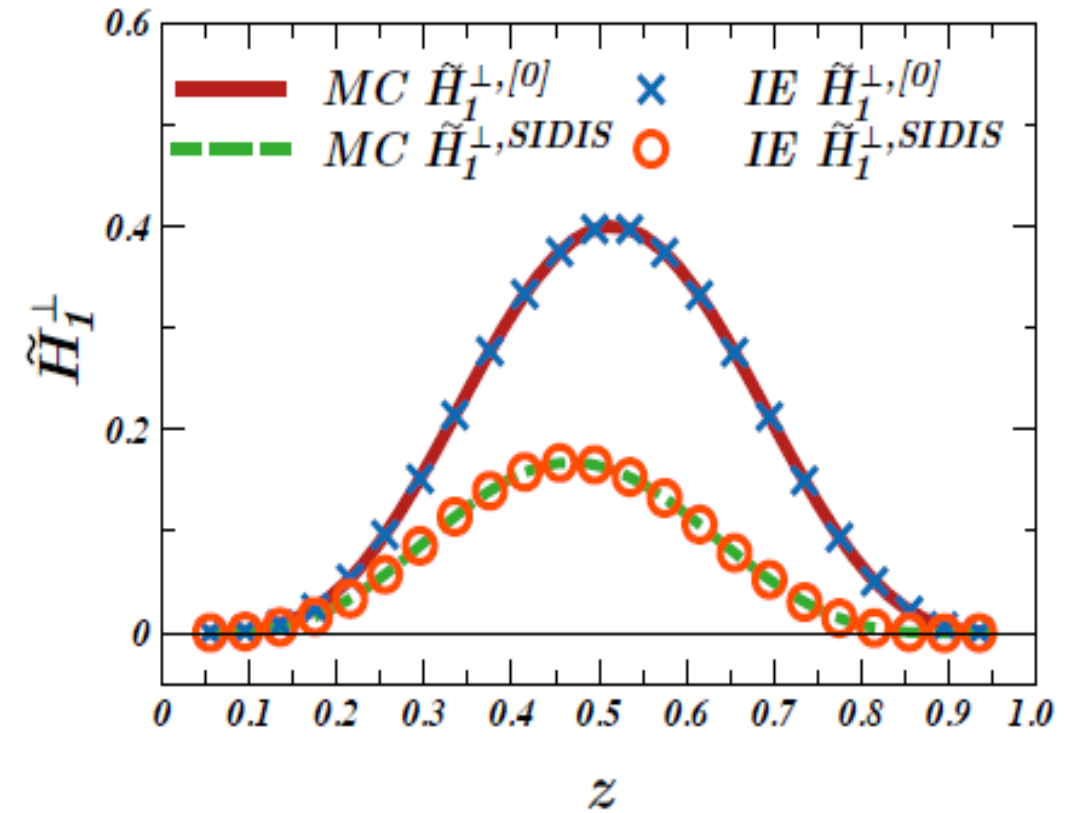 0.6
MC H̃₁^{⊥,[0]} IE H̃₁^{⊥,[0]}
MC H̃₁^{⊥,SIDIS} IE H̃₁^{⊥,SIDIS}
0.4
H̃₁^⊥
0.2
0
0 0.1 0.2 0.3 0.4 0.5 0.6 0.7 0.8 0.9 1.0
z